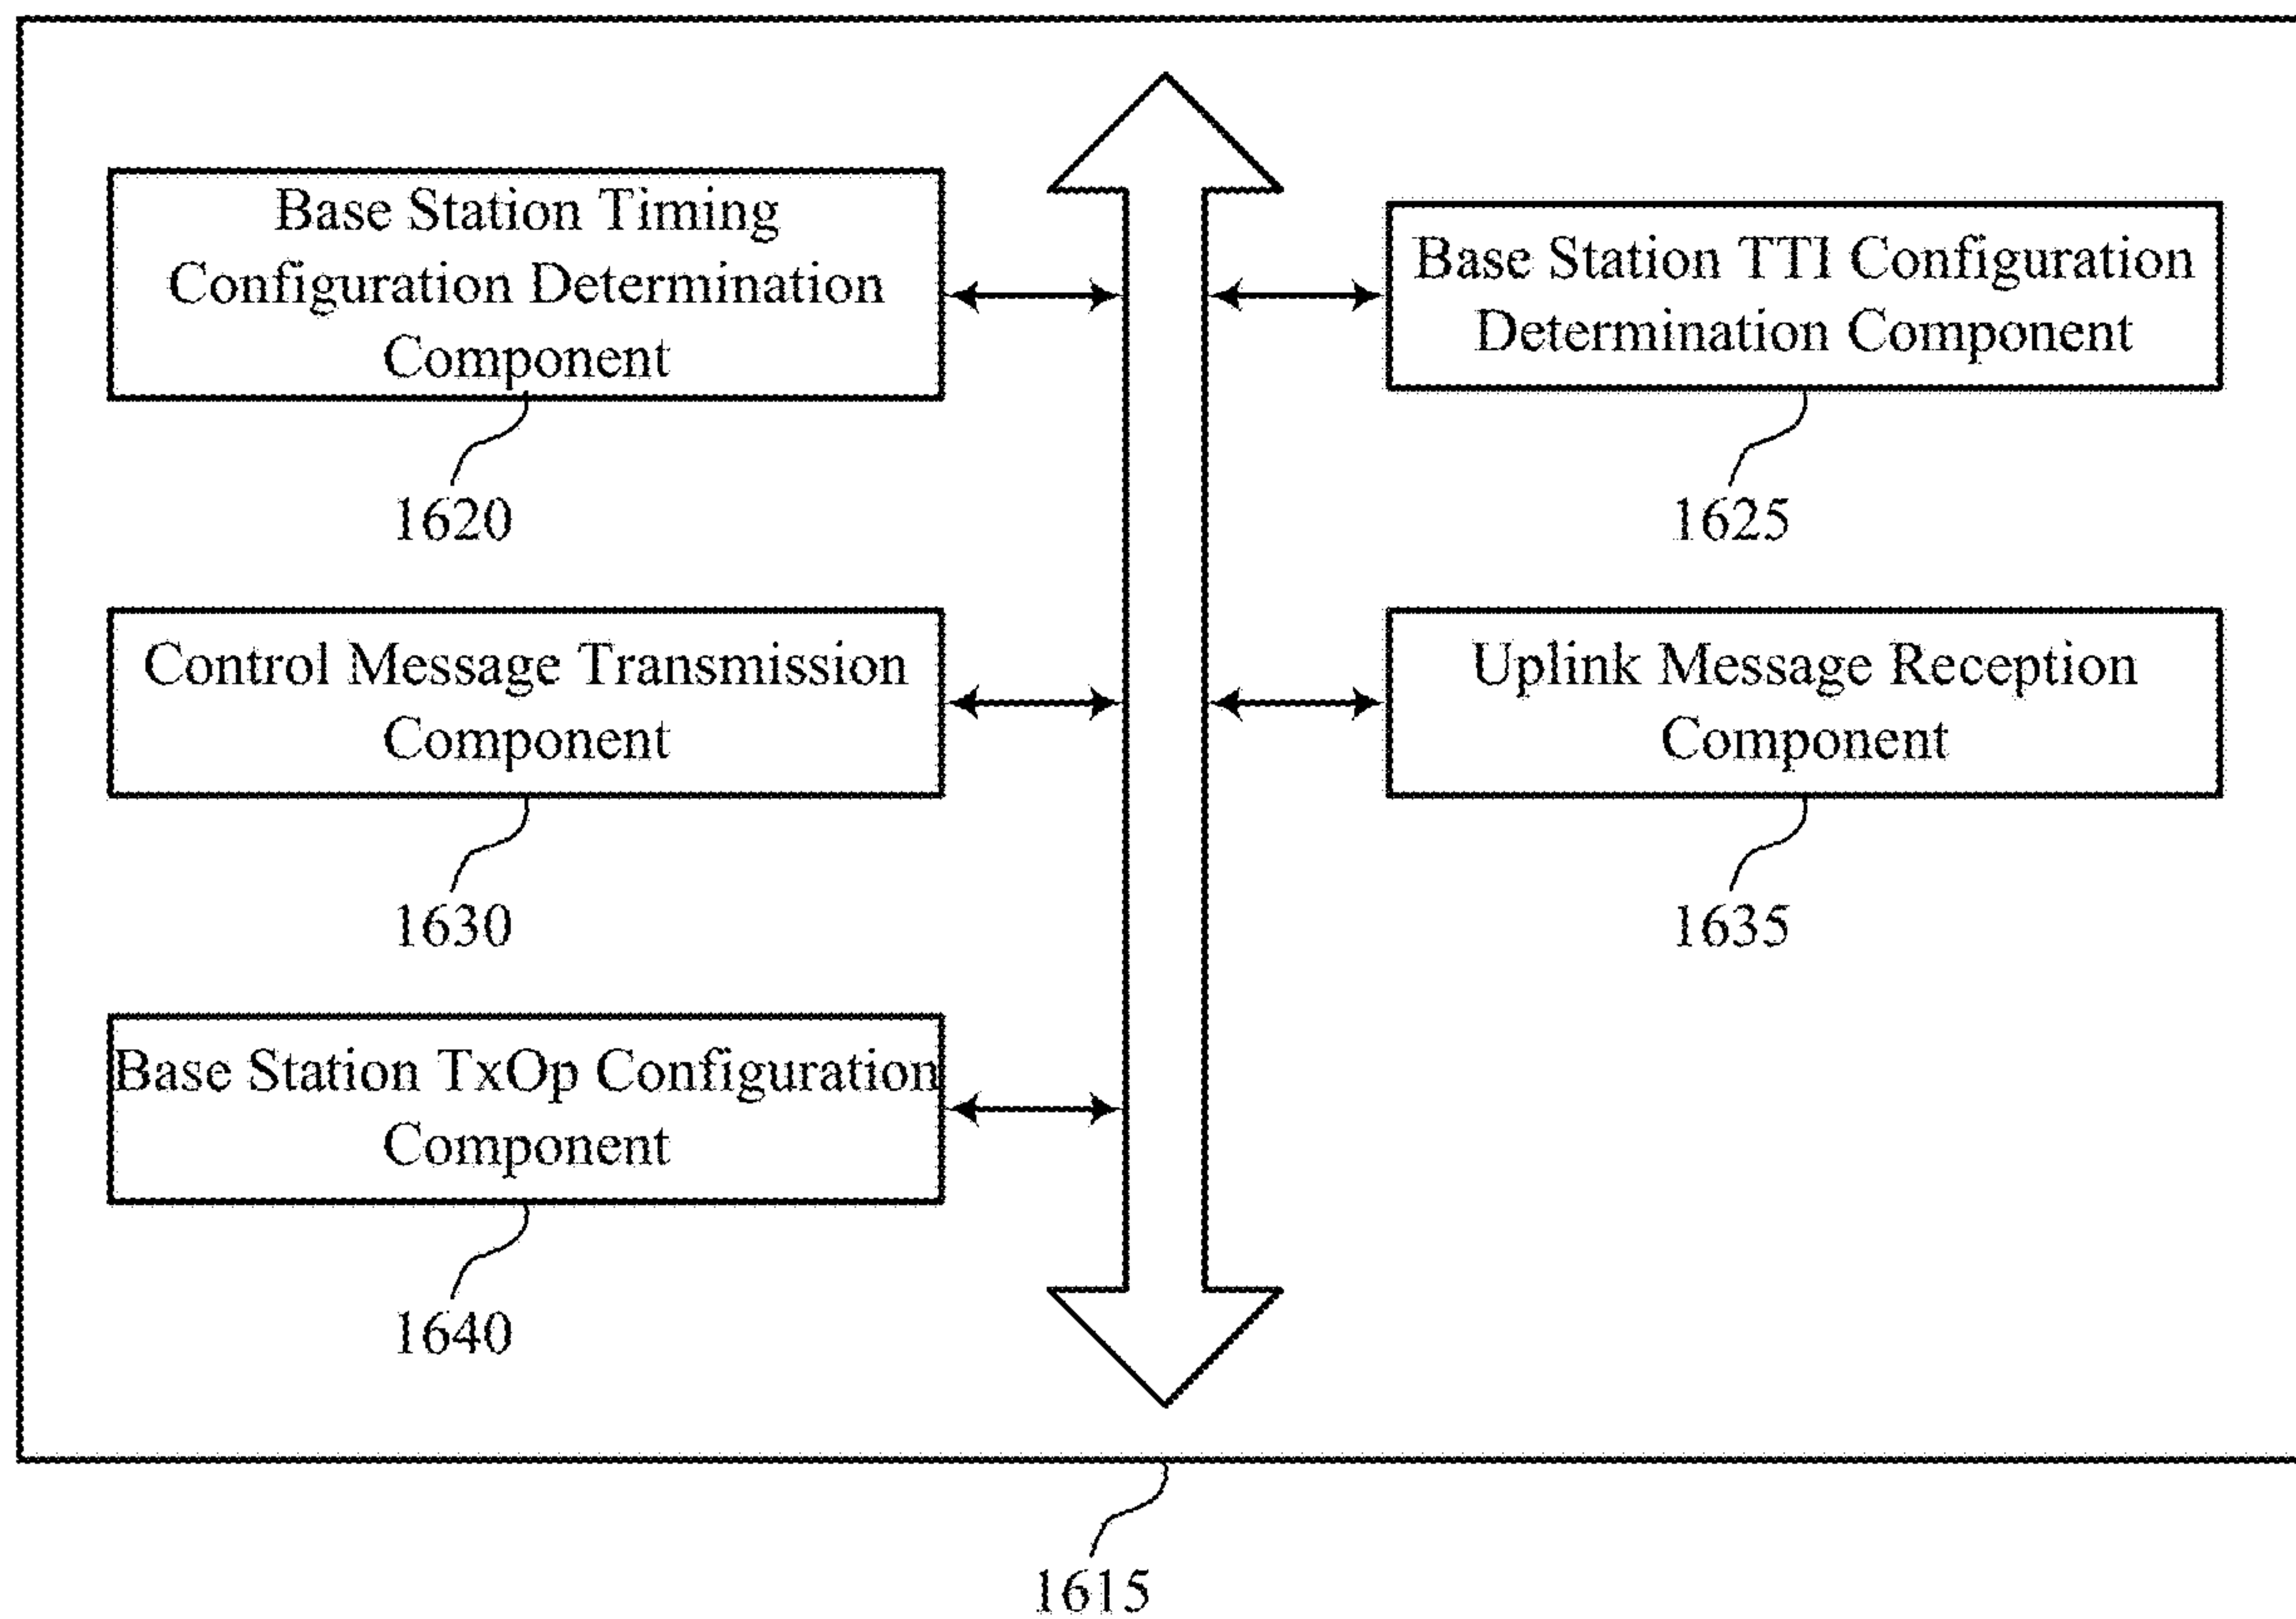 Base Station Timing
Configuration Determination
Component
1620
Base Station TTI Configuration
Determination Component
1625
Control Message Transmission
Component
1630
Uplink Message Reception
Component
1635
Base Station TxOp Configuration
Component
1640
1615